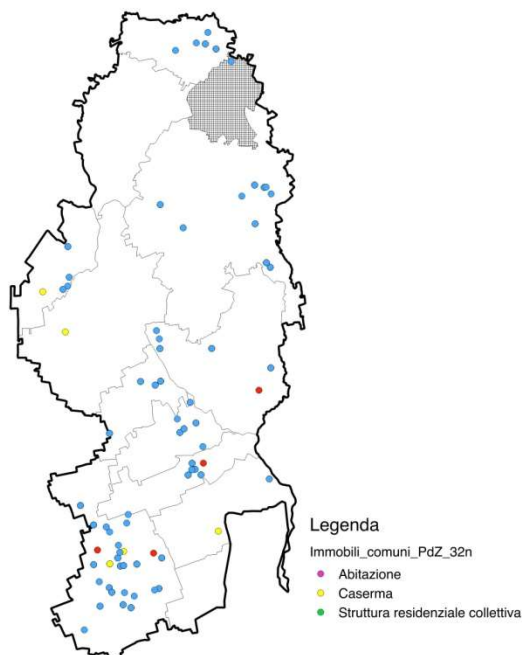 Legenda
Immobili_comuni_PdZ_32n
Abitazione
Caserma
Struttura residenziale collettiva